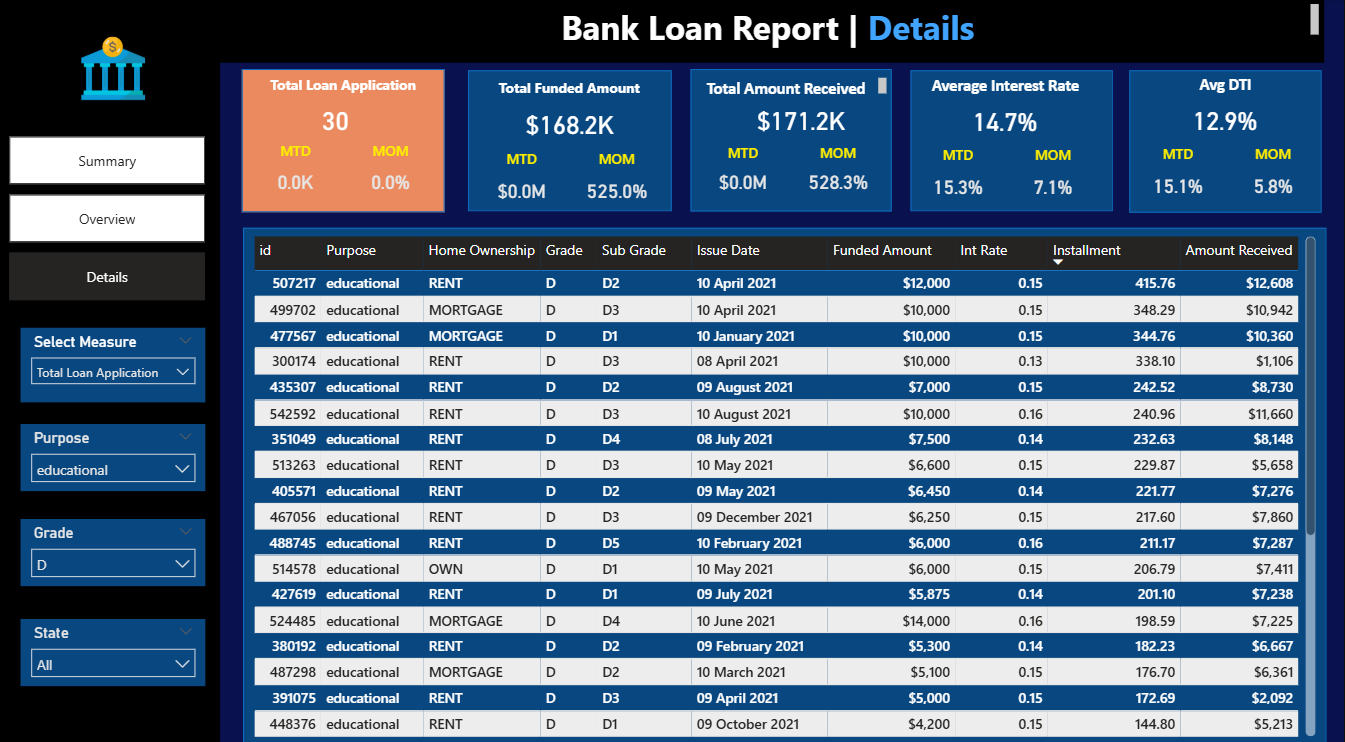 Bank Loan Report | Details
$
Summary
Overview
Details
Select Measure
Total Loan Application
Purpose
educational
Grade
D
State
All
Total Loan Application
30
MTD MOM
0.0K 0.0%
Total Funded Amount
$168.2K
MTD MOM
$0.0M 525.0%
Total Amount Received
$171.2K
MTD MOM
$0.0M 528.3%
Average Interest Rate
14.7%
MTD MOM
15.3% 7.1%
Avg DTI
12.9%
MTD MOM
15.1% 5.8%
id Purpose Home Ownership Grade Sub Grade Issue Date Funded Amount Int Rate Installment Amount Received
507217 educational RENT D D2 10 April 2021 $12,000 0.15 415.76 $12,608
499702 educational MORTGAGE D D3 10 April 2021 $10,000 0.15 348.29 $10,942
477567 educational MORTGAGE D D1 10 January 2021 $10,000 0.15 344.76 $10,360
300174 educational RENT D D3 08 April 2021 $10,000 0.13 338.10 $1,106
435307 educational RENT D D2 09 August 2021 $7,000 0.15 242.52 $8,730
542592 educational RENT D D3 10 August 2021 $10,000 0.16 240.96 $11,660
351049 educational RENT D D4 08 July 2021 $7,500 0.14 232.63 $8,148
513263 educational RENT D D3 10 May 2021 $6,600 0.15 229.87 $5,658
405571 educational RENT D D2 09 May 2021 $6,450 0.14 221.77 $7,276
467056 educational RENT D D3 09 December 2021 $6,250 0.15 217.60 $7,860
488745 educational RENT D D5 10 February 2021 $6,000 0.16 211.17 $7,287
514578 educational OWN D D1 10 May 2021 $6,000 0.15 206.79 $7,411
427619 educational RENT D D1 09 July 2021 $5,875 0.14 201.10 $7,238
524485 educational MORTGAGE D D4 10 June 2021 $14,000 0.16 198.59 $7,225
380192 educational RENT D D2 09 February 2021 $5,300 0.14 182.23 $6,667
487298 educational MORTGAGE D D2 10 March 2021 $5,100 0.15 176.70 $6,361
391075 educational RENT D D3 09 April 2021 $5,000 0.15 172.69 $2,092
448376 educational RENT D D1 09 October 2021 $4,200 0.15 144.80 $5,213